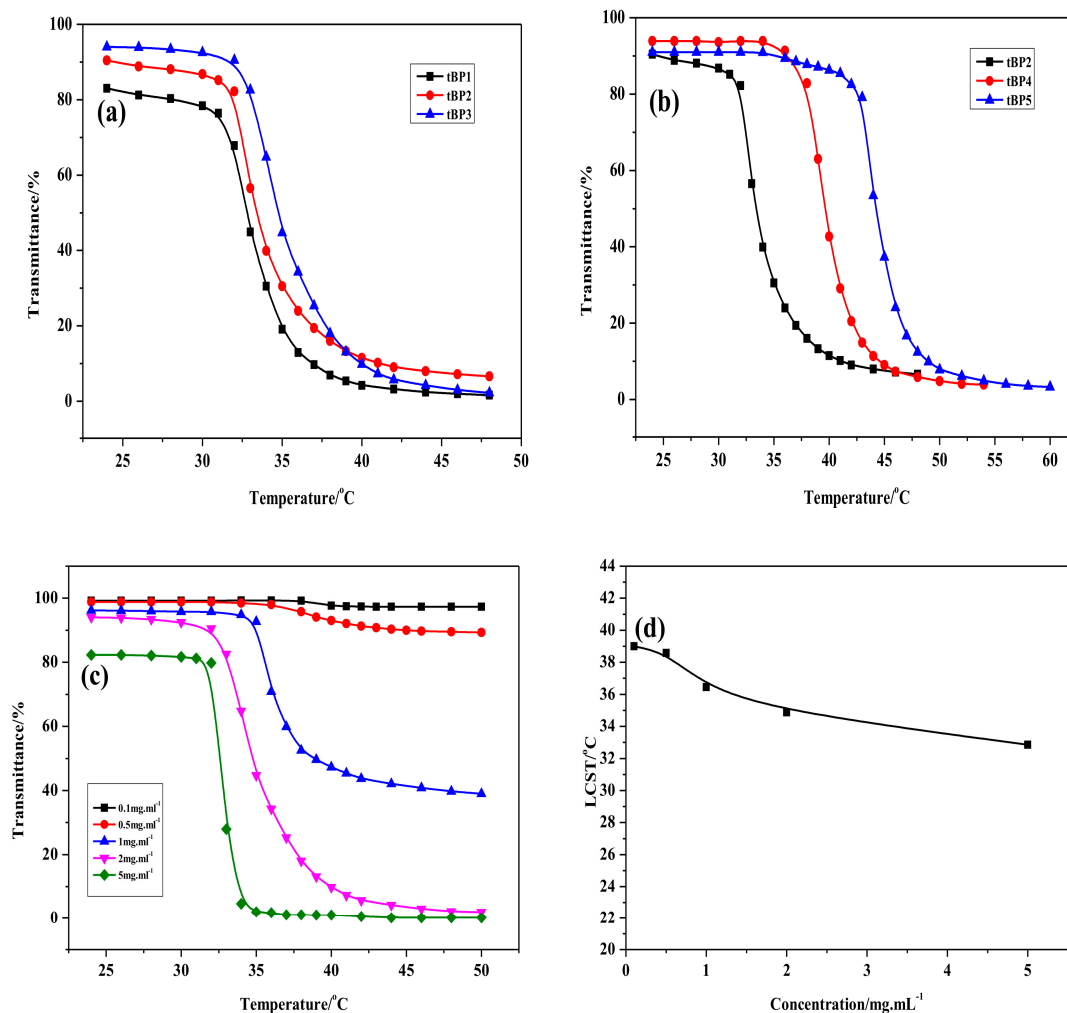 100
80
60
40
20
0
Transmittance/%
(a)
tBP1
tBP2
tBP3
25 30 35 40 45 50
Temperature/°C
100
80
60
40
20
0
Transmittance/%
(b)
tBP2
tBP4
tBP5
25 30 35 40 45 50 55 60
Temperature/°C
100
80
60
40
20
0
Transmittance/%
(c)
0.1mg.ml⁻¹
0.5mg.ml⁻¹
1mg.ml⁻¹
2mg.ml⁻¹
5mg.ml⁻¹
25 30 35 40 45 50
Temperature/°C
44
42
40
38
36
34
32
30
28
26
24
22
20
LCST/°C
(d)
0 1 2 3 4 5
Concentration/mg.mL⁻¹